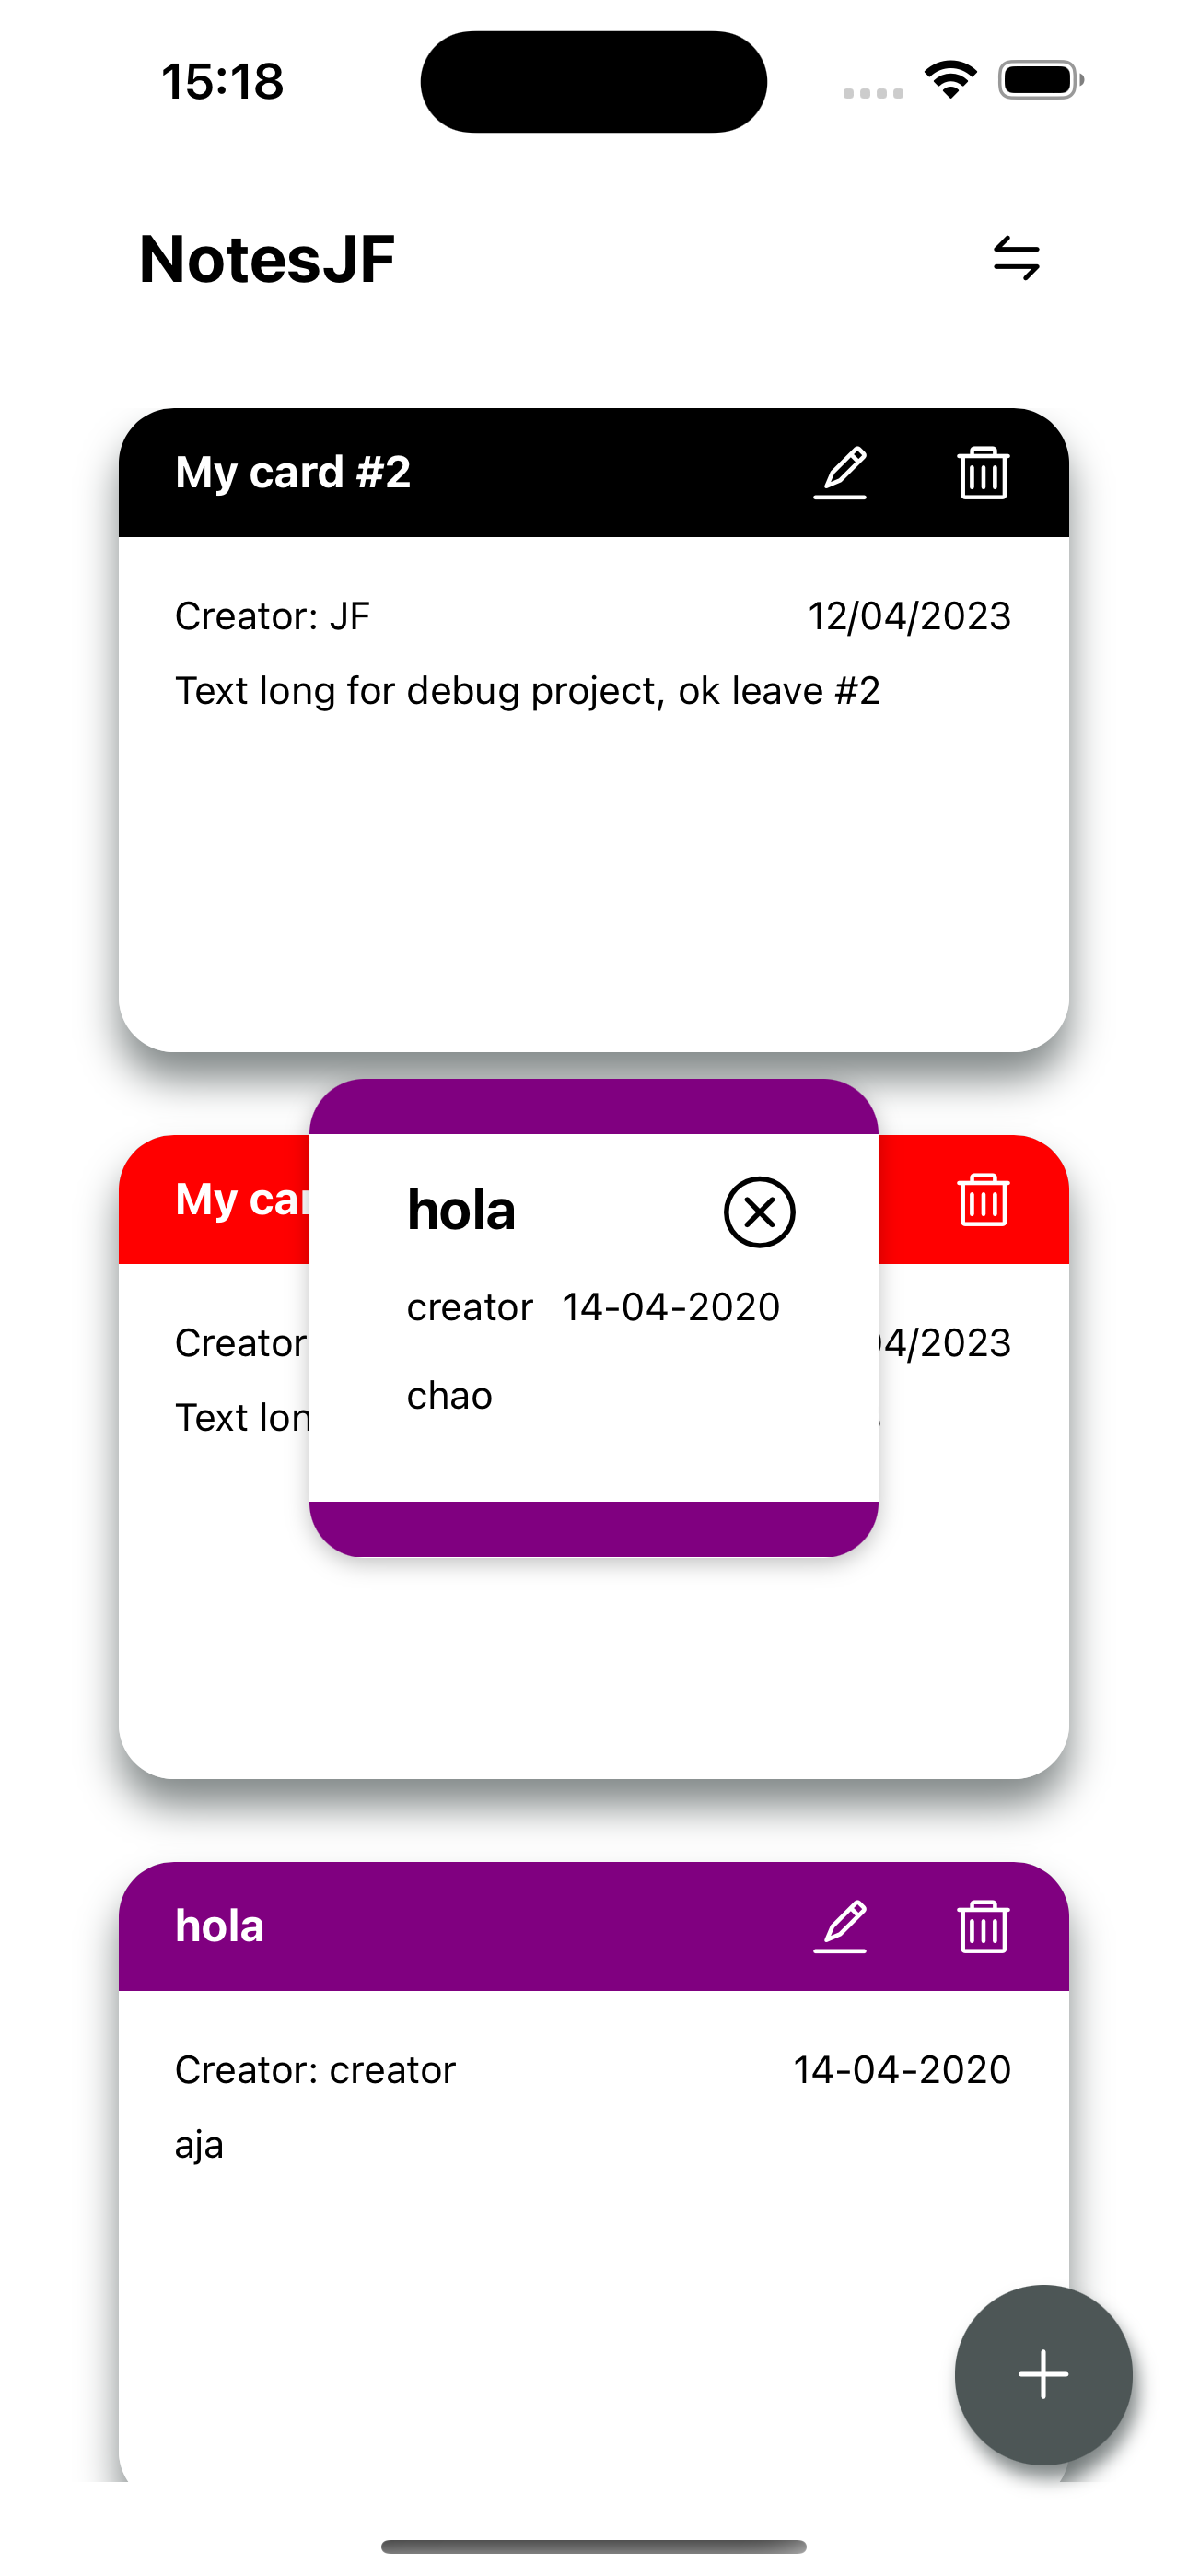 15:18
NotesJF
My card #2
Creator: JF 12/04/2023
Text long for debug project, ok leave #2
My car
hola
creator 14-04-2020
Creator 04/2023
chao
Text lon
hola
Creator: creator 14-04-2020
aja